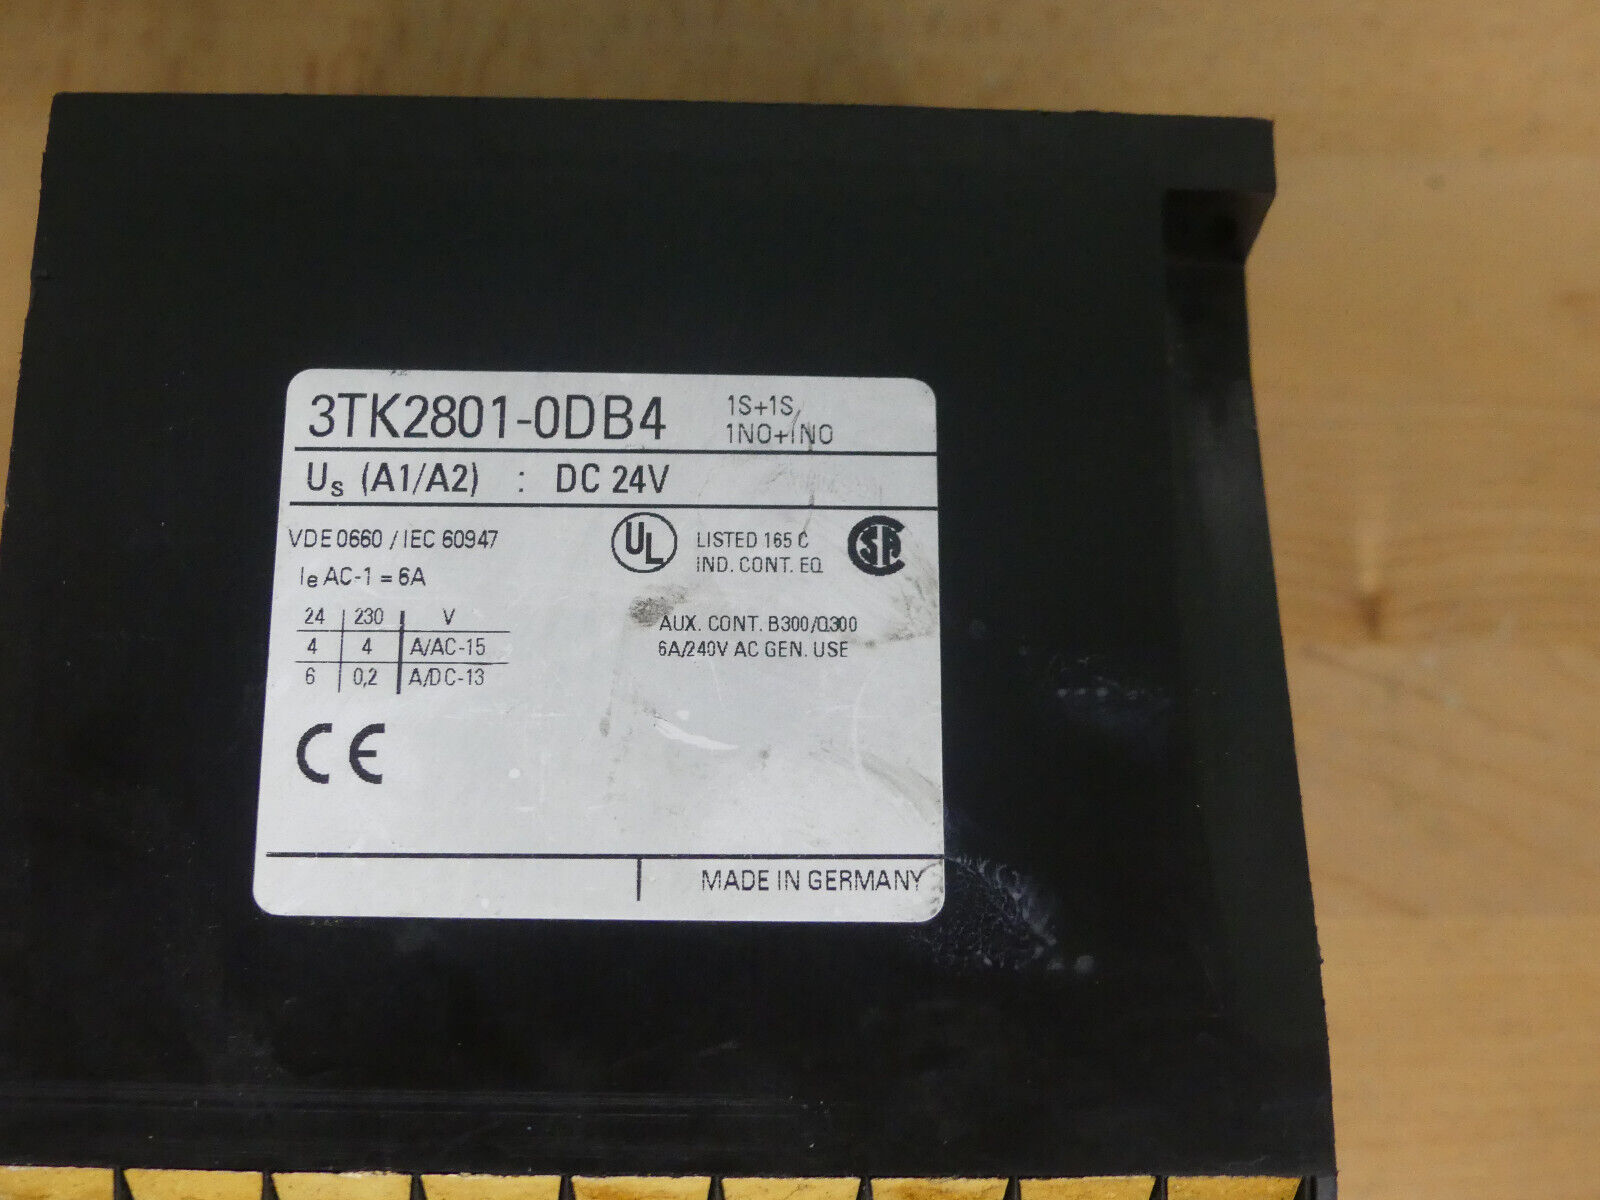 3TK2801-0DB4
1S+1S
1NO+1NO
Us (A1/A2) : DC 24V
VDE 0660 / IEC 60947
Ie AC-1 = 6A
UL LISTED 165 C
IND. CONT. EQ.
CSA
24 | 230 | V
4 | 4 | A/AC-15
6 | 0,2 | A/DC-13
AUX. CONT. B300/Q300
6A/240V AC GEN. USE
CE
MADE IN GERMANY